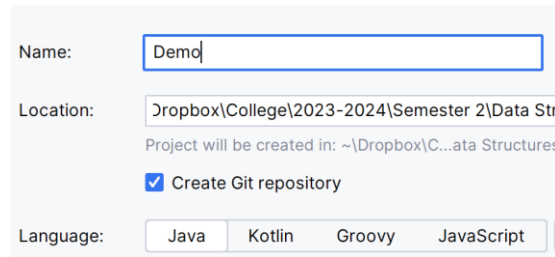 Name: Demo
Location: Dropbox\College\2023-2024\Semester 2\Data Str
Project will be created in: ~\Dropbox\C...ata Structures
Create Git repository
Language: Java Kotlin Groovy JavaScript